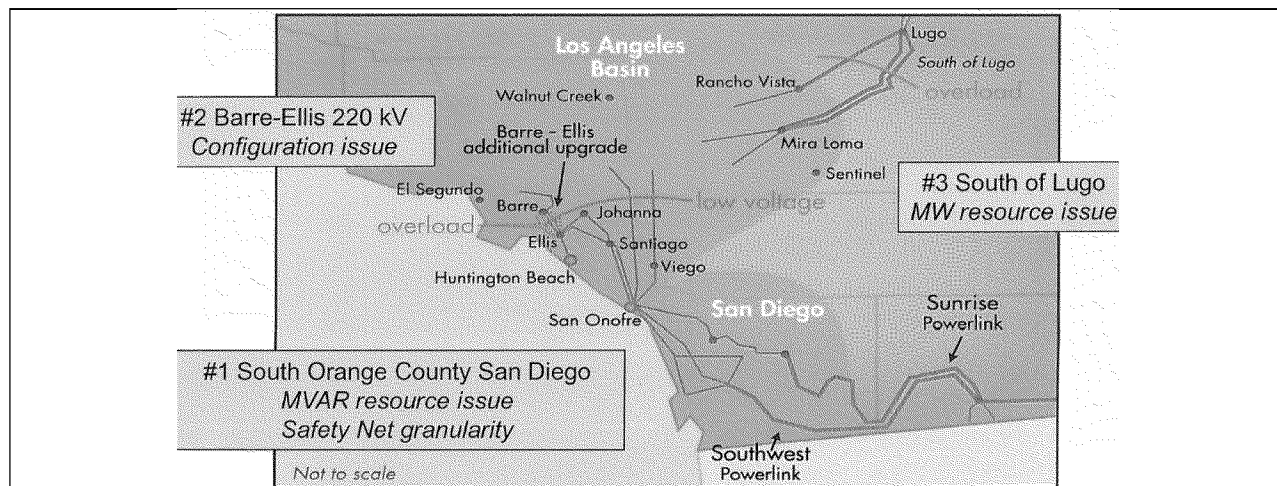 Los Angeles
Basin
Lugo
South of Lugo
Rancho Vista
overload
Walnut Creek
#2 Barre-Ellis 220 kV
Configuration issue
Barre - Ellis
additional upgrade
Mira Loma
Sentinel
#3 South of Lugo
MW resource issue
El Segundo
Barre
Johanna
low voltage
overload
Ellis
Santiago
Viego
Huntington Beach
San Onofre
San Diego
Sunrise
Powerlink
#1 South Orange County San Diego
MVAR resource issue
Safety Net granularity
Southwest
Powerlink
Not to scale